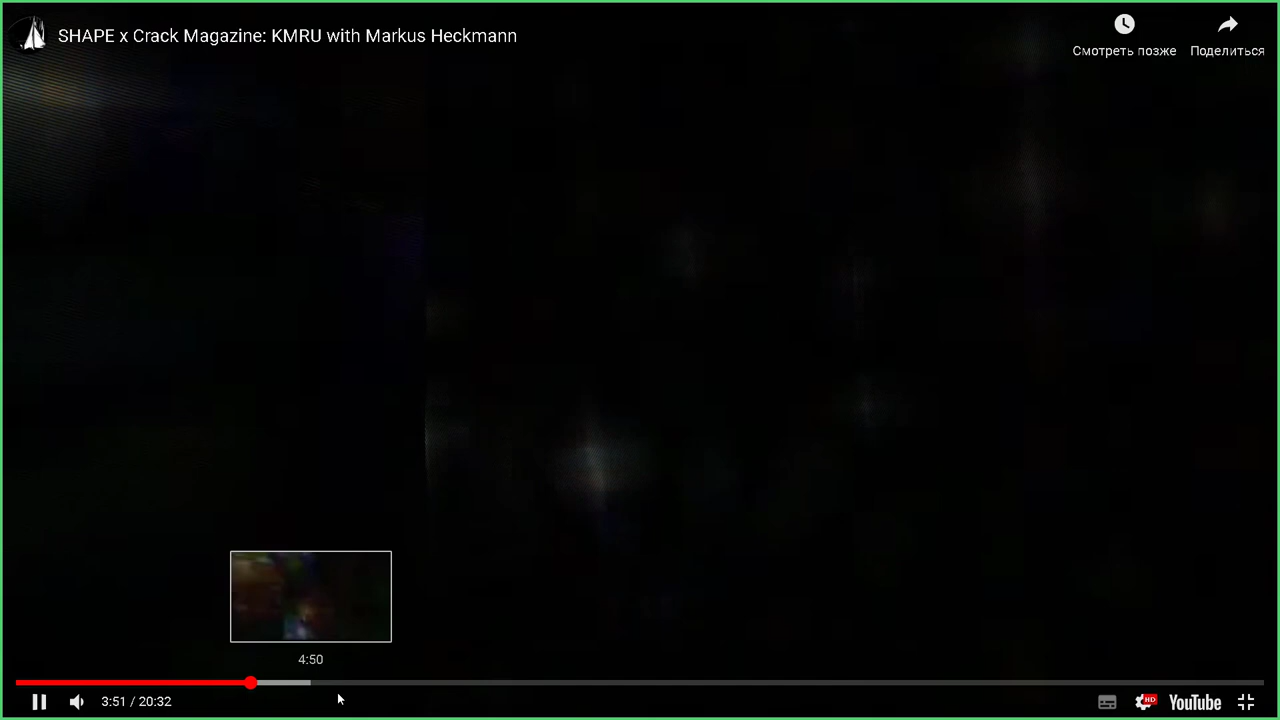 SHAPE x Crack Magazine: KMRU with Markus Heckmann
Смотреть позже
Поделиться
4:50
3:51 / 20:32
HD
YouTube